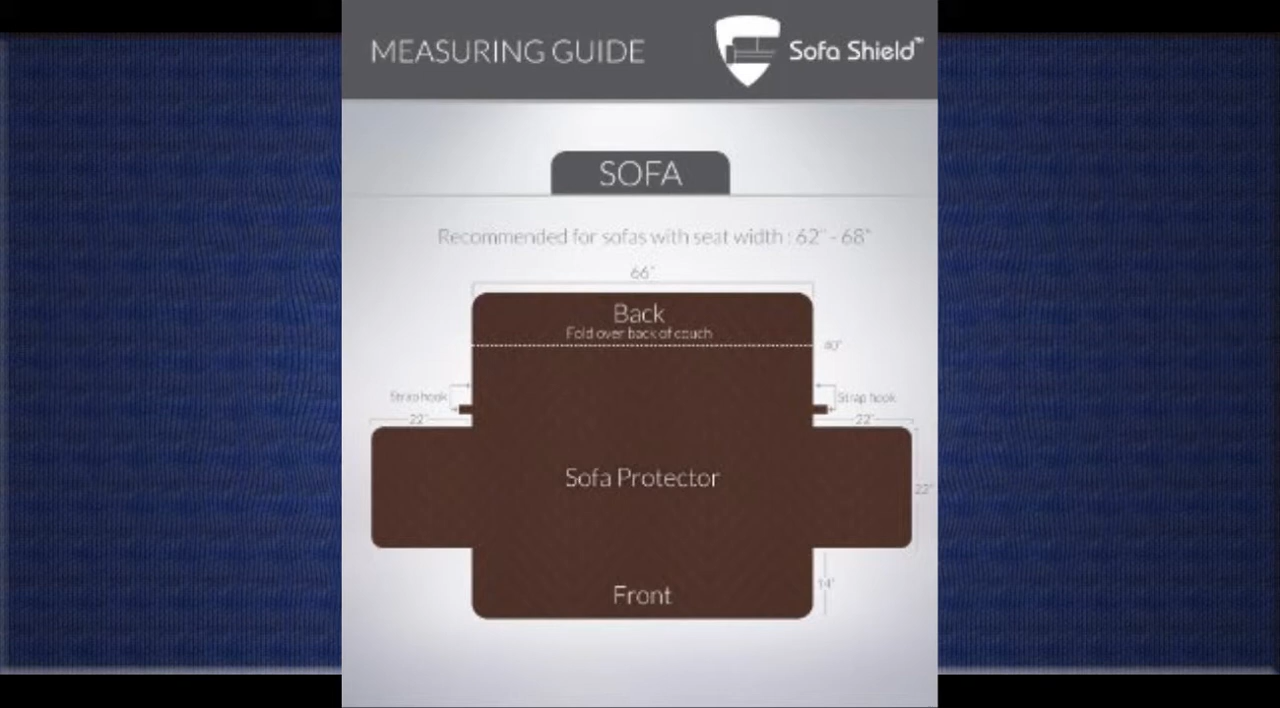 MEASURING GUIDE
Sofa Shield™
SOFA
Recommended for sofas with seat width : 62" - 68"
66"
Back
Fold over back of couch
40"
Strap hook
Strap hook
22"
22"
Sofa Protector
22"
14"
Front